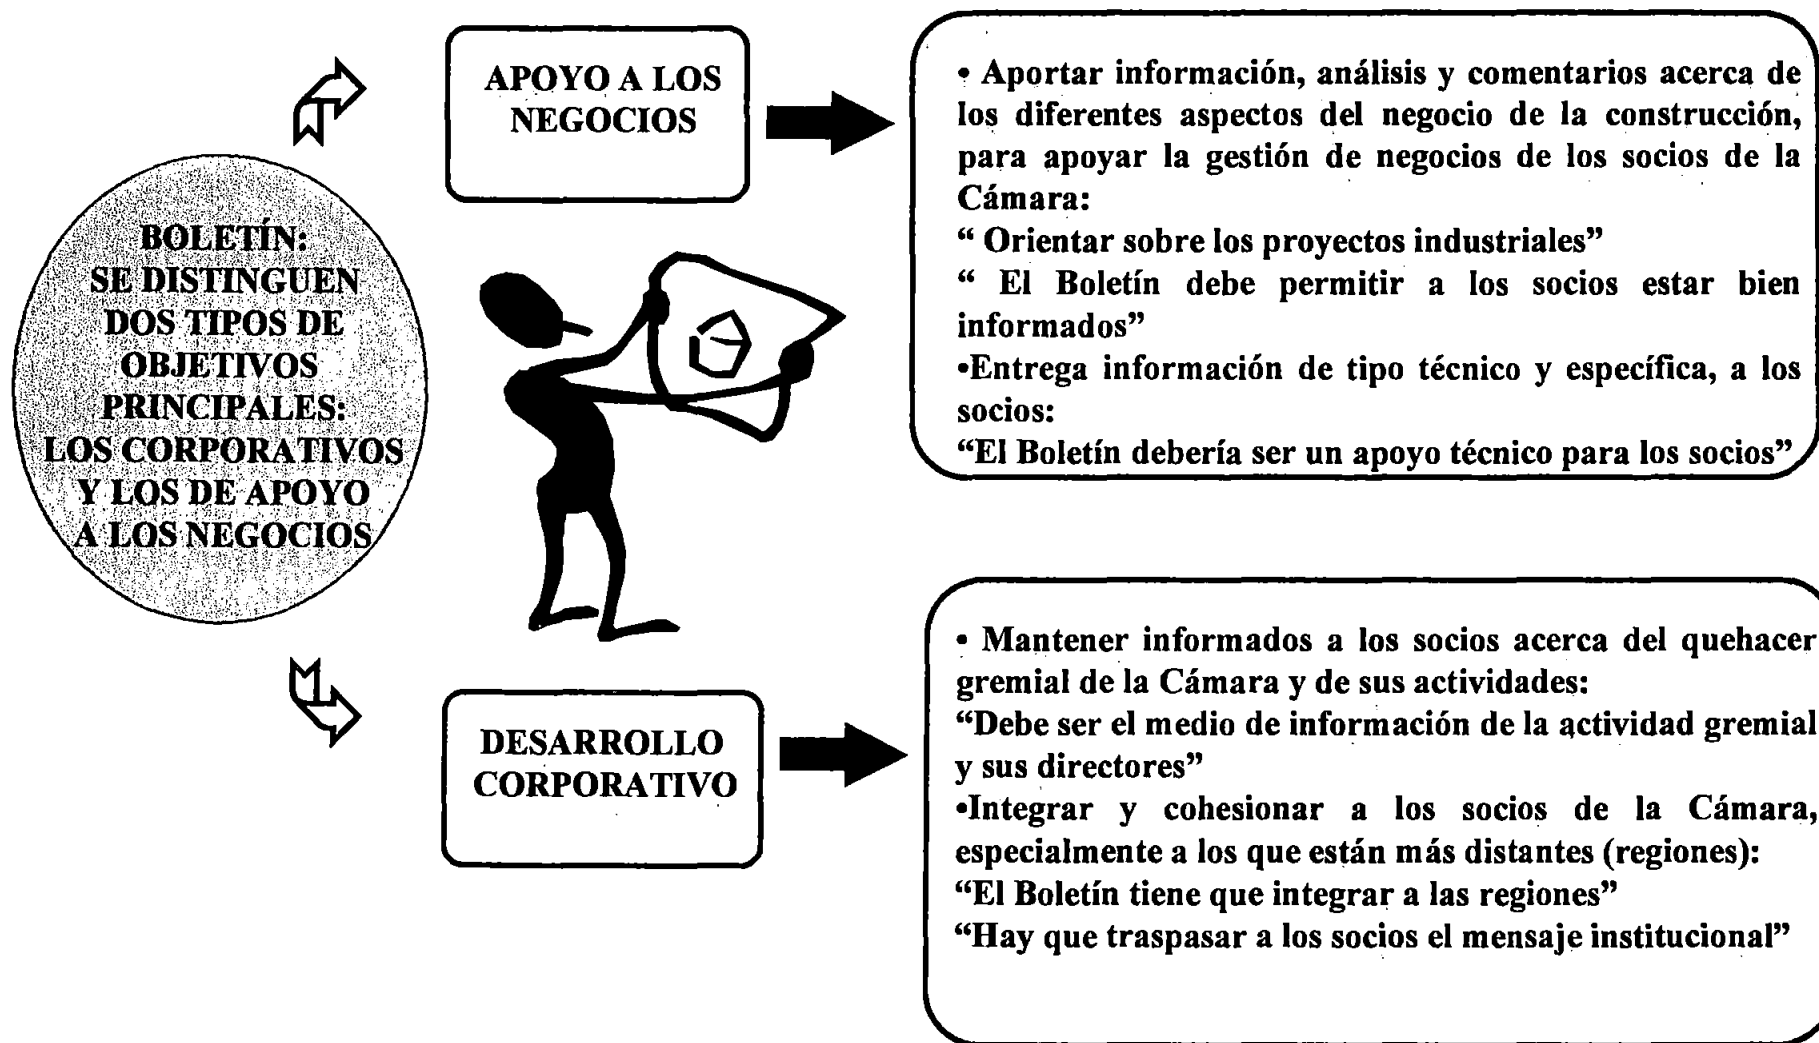 BOLETÍN:
SE DISTINGUEN
DOS TIPOS DE
OBJETIVOS
PRINCIPALES:
LOS CORPORATIVOS
Y LOS DE APOYO
A LOS NEGOCIOS
APOYO A LOS
NEGOCIOS
• Aportar información, análisis y comentarios acerca de
los diferentes aspectos del negocio de la construcción,
para apoyar la gestión de negocios de los socios de la
Cámara:
“ Orientar sobre los proyectos industriales”
“ El Boletín debe permitir a los socios estar bien
informados”
•Entrega información de tipo técnico y específica, a los
socios:
“El Boletín debería ser un apoyo técnico para los socios”
DESARROLLO
CORPORATIVO
• Mantener informados a los socios acerca del quehacer
gremial de la Cámara y de sus actividades:
“Debe ser el medio de información de la actividad gremial
y sus directores”
•Integrar y cohesionar a los socios de la Cámara,
especialmente a los que están más distantes (regiones):
“El Boletín tiene que integrar a las regiones”
“Hay que traspasar a los socios el mensaje institucional”